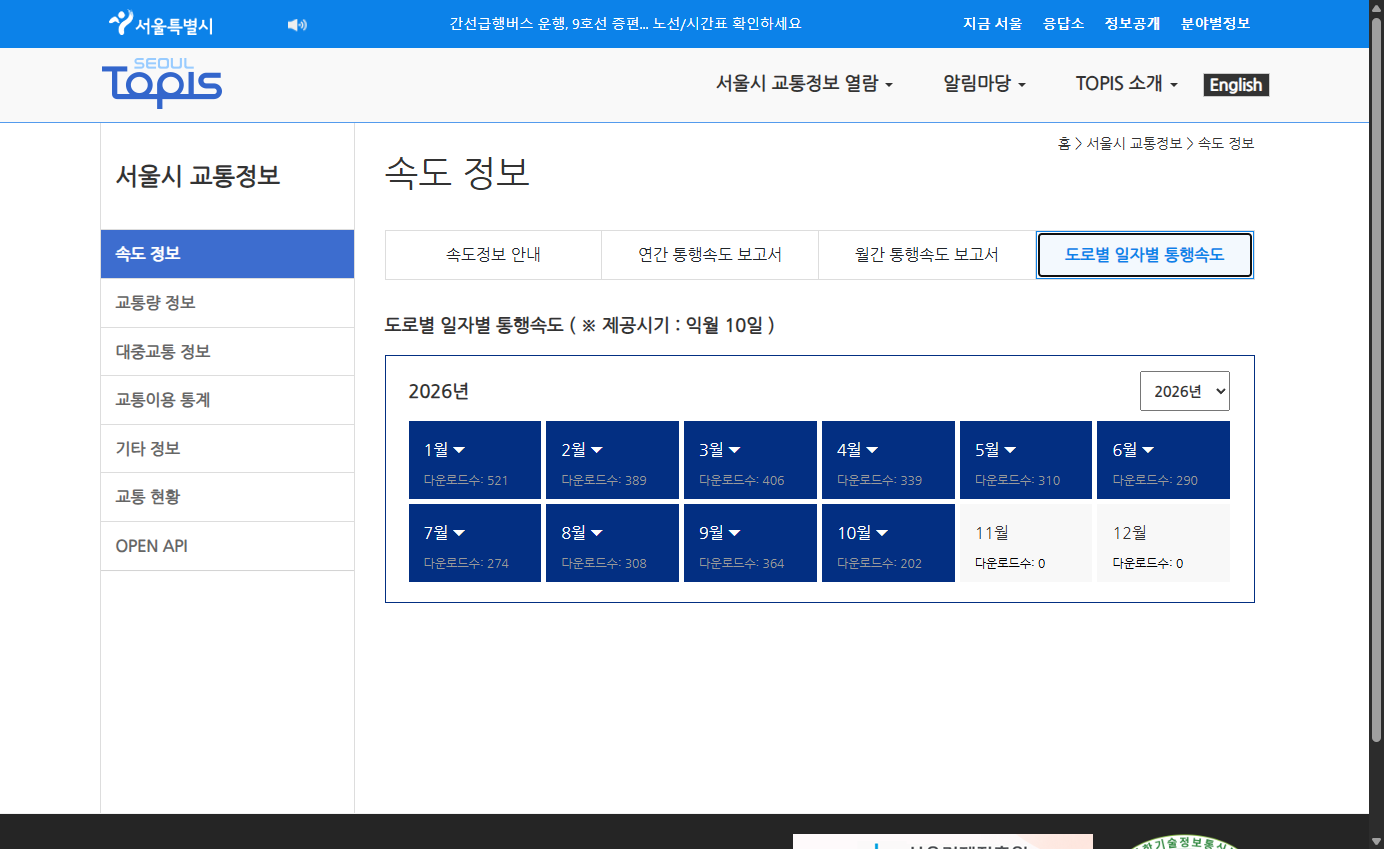 서울특별시
간선급행버스 운행, 9호선 증편... 노선/시간표 확인하세요
지금 서울 응답소 정보공개 분야별정보
SEOUL
Topis
서울시 교통정보 열람 알림마당 TOPIS 소개 English
홈 > 서울시 교통정보 > 속도 정보
서울시 교통정보
속도 정보
교통량 정보
대중교통 정보
교통이용 통계
기타 정보
교통 현황
OPEN API
속도 정보
속도정보 안내 연간 통행속도 보고서 월간 통행속도 보고서 도로별 일자별 통행속도
도로별 일자별 통행속도 ( ※ 제공시기 : 익월 10일 )
2026년 2026년
1월 2월 3월 4월 5월 6월
다운로드수: 521 다운로드수: 389 다운로드수: 406 다운로드수: 339 다운로드수: 310 다운로드수: 290
7월 8월 9월 10월 11월 12월
다운로드수: 274 다운로드수: 308 다운로드수: 364 다운로드수: 202 다운로드수: 0 다운로드수: 0